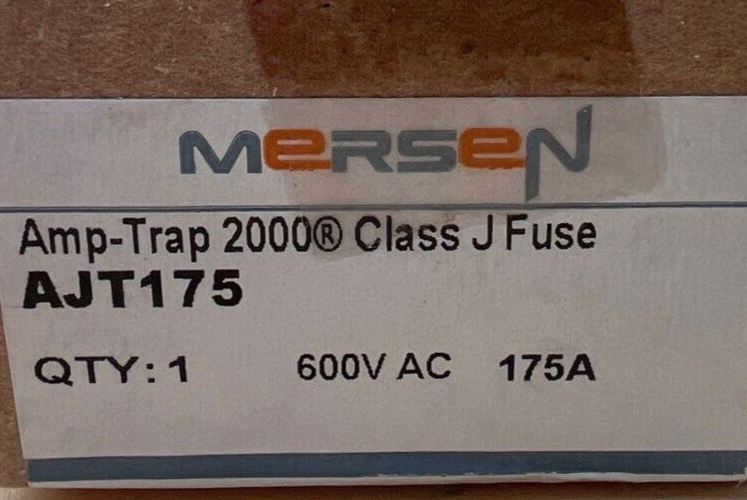 MERSEN
Amp-Trap 2000® Class J Fuse
AJT175
QTY: 1 600V AC 175A